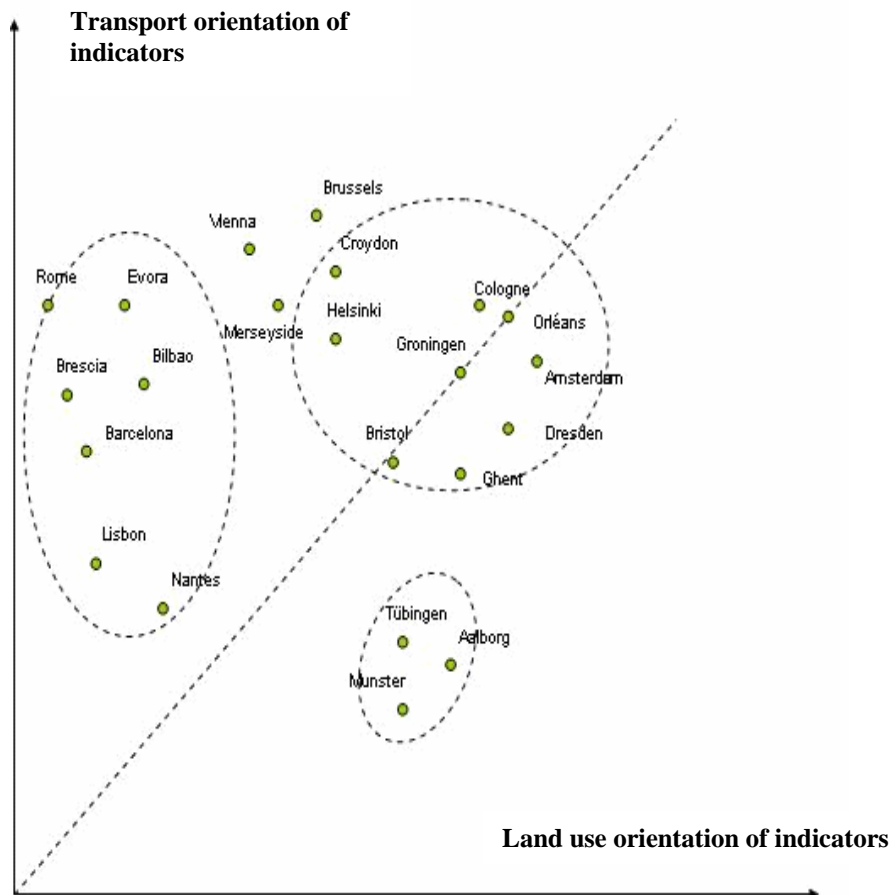 Transport orientation of
indicators
Brussels
Vienna
Croydon
Rome
Evora
Cologne
Helsinki
Orléans
Merseyside
Groningen
Bilbao
Brescia
Amsterdam
Barcelona
Bristol
Dresden
Ghent
Lisbon
Nantes
Tübingen
Aalborg
Munster
Land use orientation of indicators